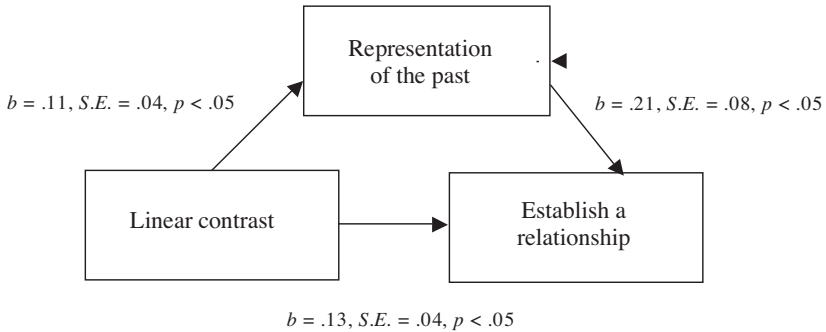 Representation
of the past
b = .11, S.E. = .04, p < .05
b = .21, S.E. = .08, p < .05
Linear contrast
Establish a
relationship
b = .13, S.E. = .04, p < .05